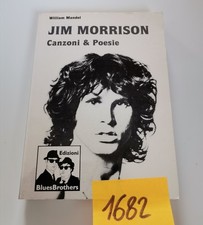 William Mandel
JIM MORRISON
Canzoni & Poesie
Edizioni
BluesBrothers
1682